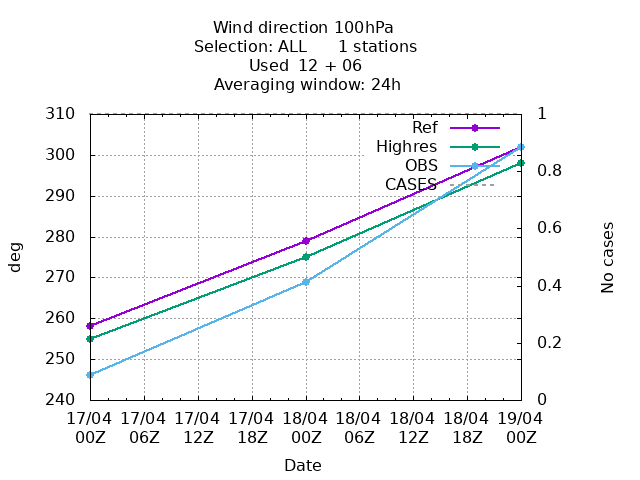 Wind direction 100hPa
Selection: ALL 1 stations
Used 12 + 06
Averaging window: 24h
310
300
290
280
270
260
250
240
deg
1
0.8
0.6
0.4
0.2
0
No cases
Ref
Highres
OBS
CASES
17/04 17/04 17/04 17/04 18/04 18/04 18/04 18/04 19/04
00Z 06Z 12Z 18Z 00Z 06Z 12Z 18Z 00Z
Date